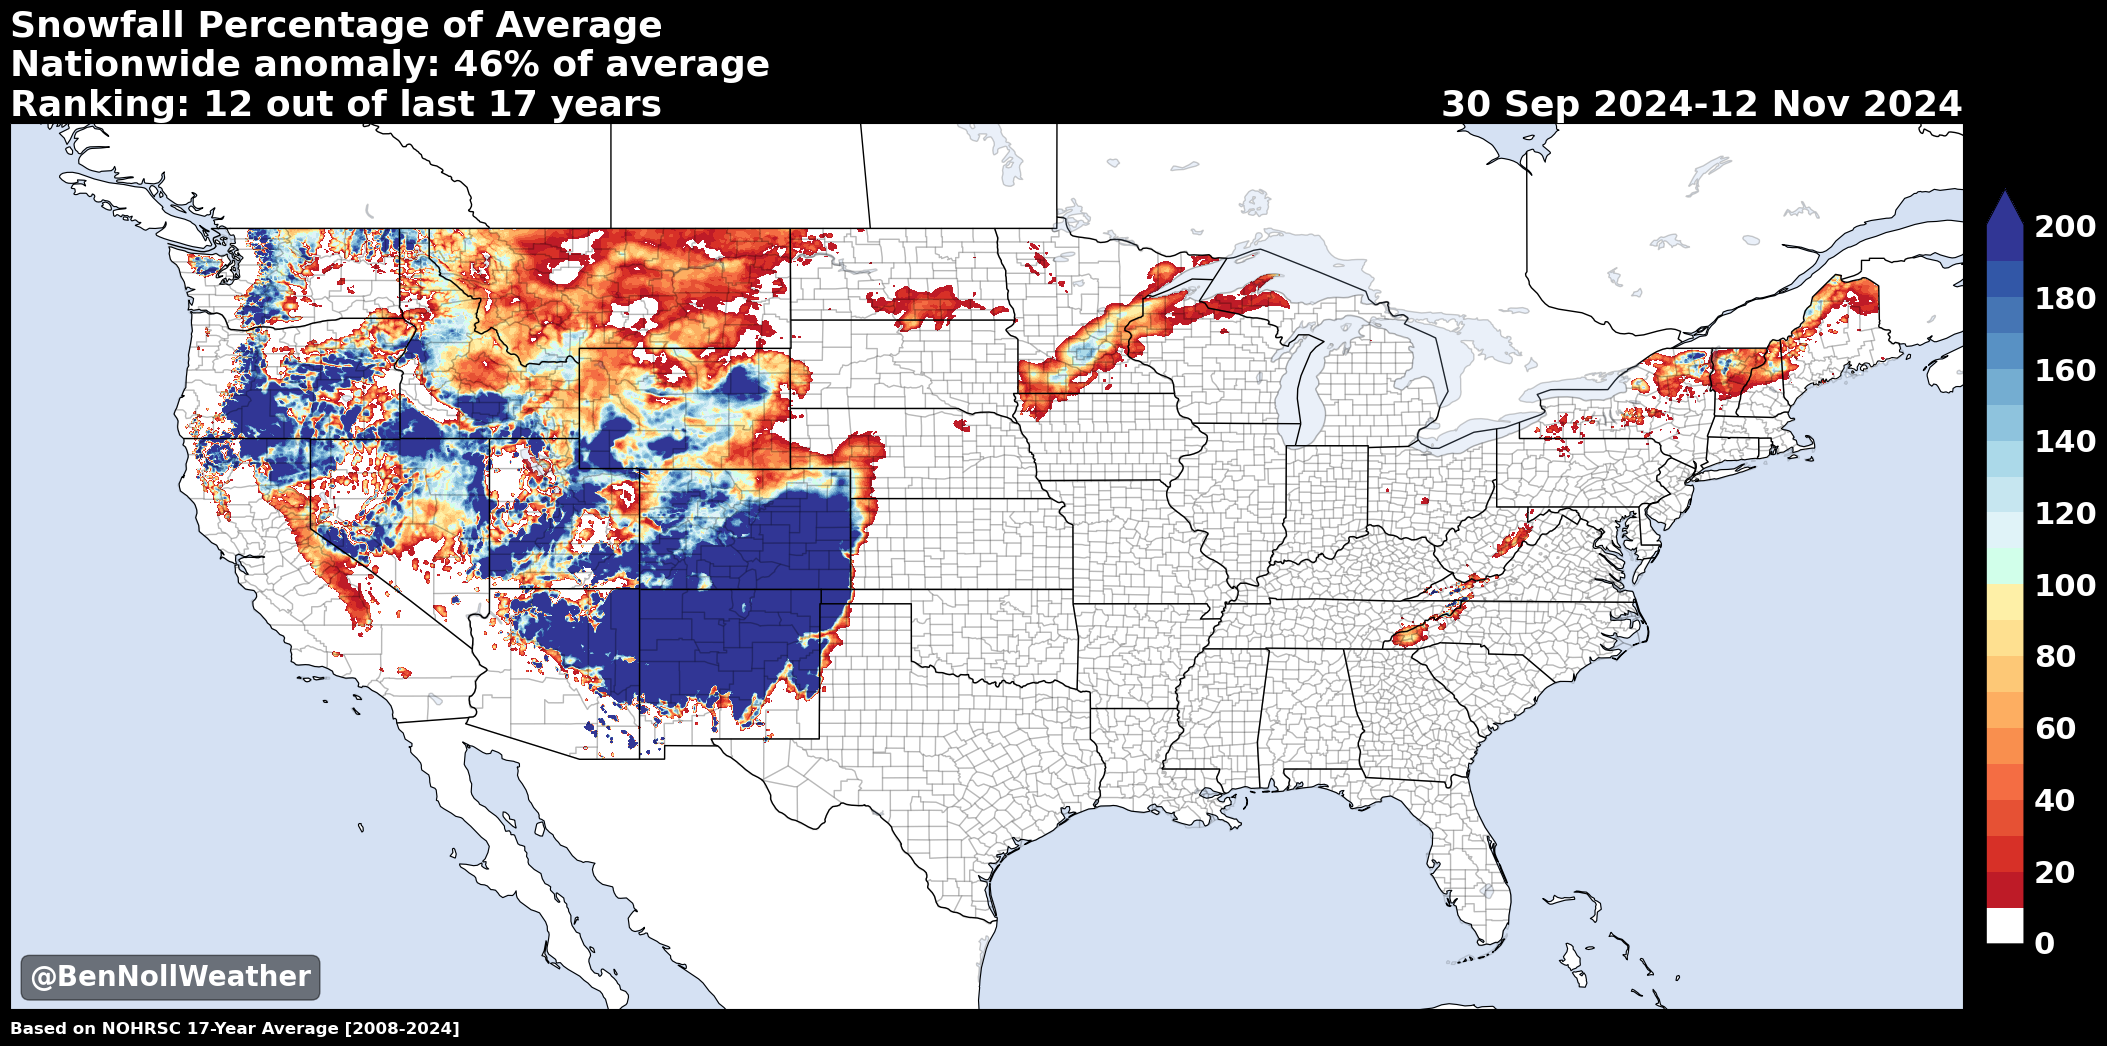 Snowfall Percentage of Average
Nationwide anomaly: 46% of average
Ranking: 12 out of last 17 years
30 Sep 2024-12 Nov 2024
200
180
160
140
120
100
80
60
40
20
0
@BenNollWeather
Based on NOHRSC 17-Year Average [2008-2024]